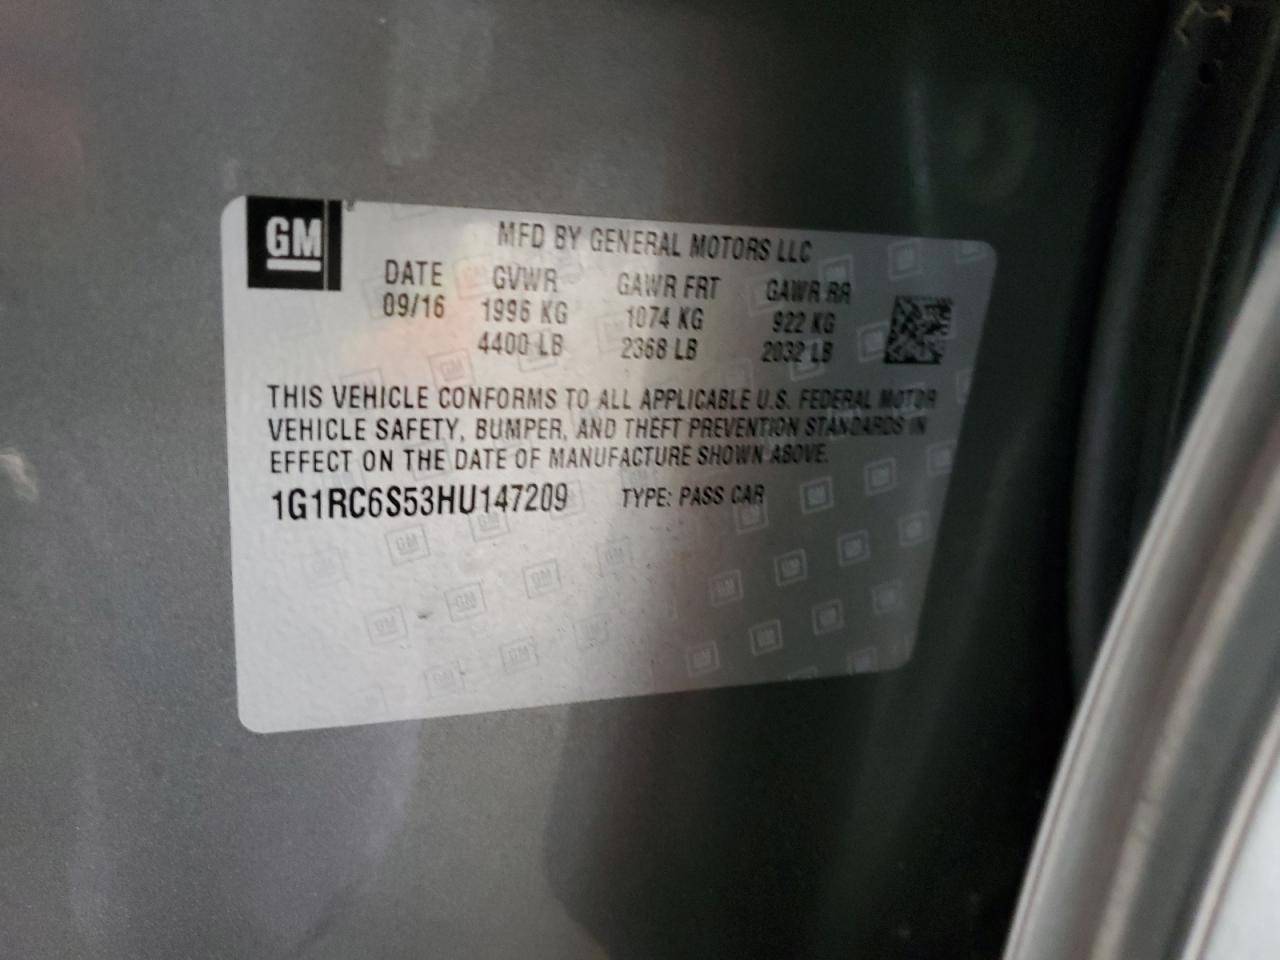 GM
MFD BY GENERAL MOTORS LLC
DATE GVWR GAWR FRT GAWR RR
09/16 1996 KG 1074 KG 922 KG
4400 LB 2368 LB 2032 LB
THIS VEHICLE CONFORMS TO ALL APPLICABLE U.S. FEDERAL MOTOR
VEHICLE SAFETY, BUMPER, AND THEFT PREVENTION STANDARDS IN
EFFECT ON THE DATE OF MANUFACTURE SHOWN ABOVE.
1G1RC6S53HU147209 TYPE: PASS CAR